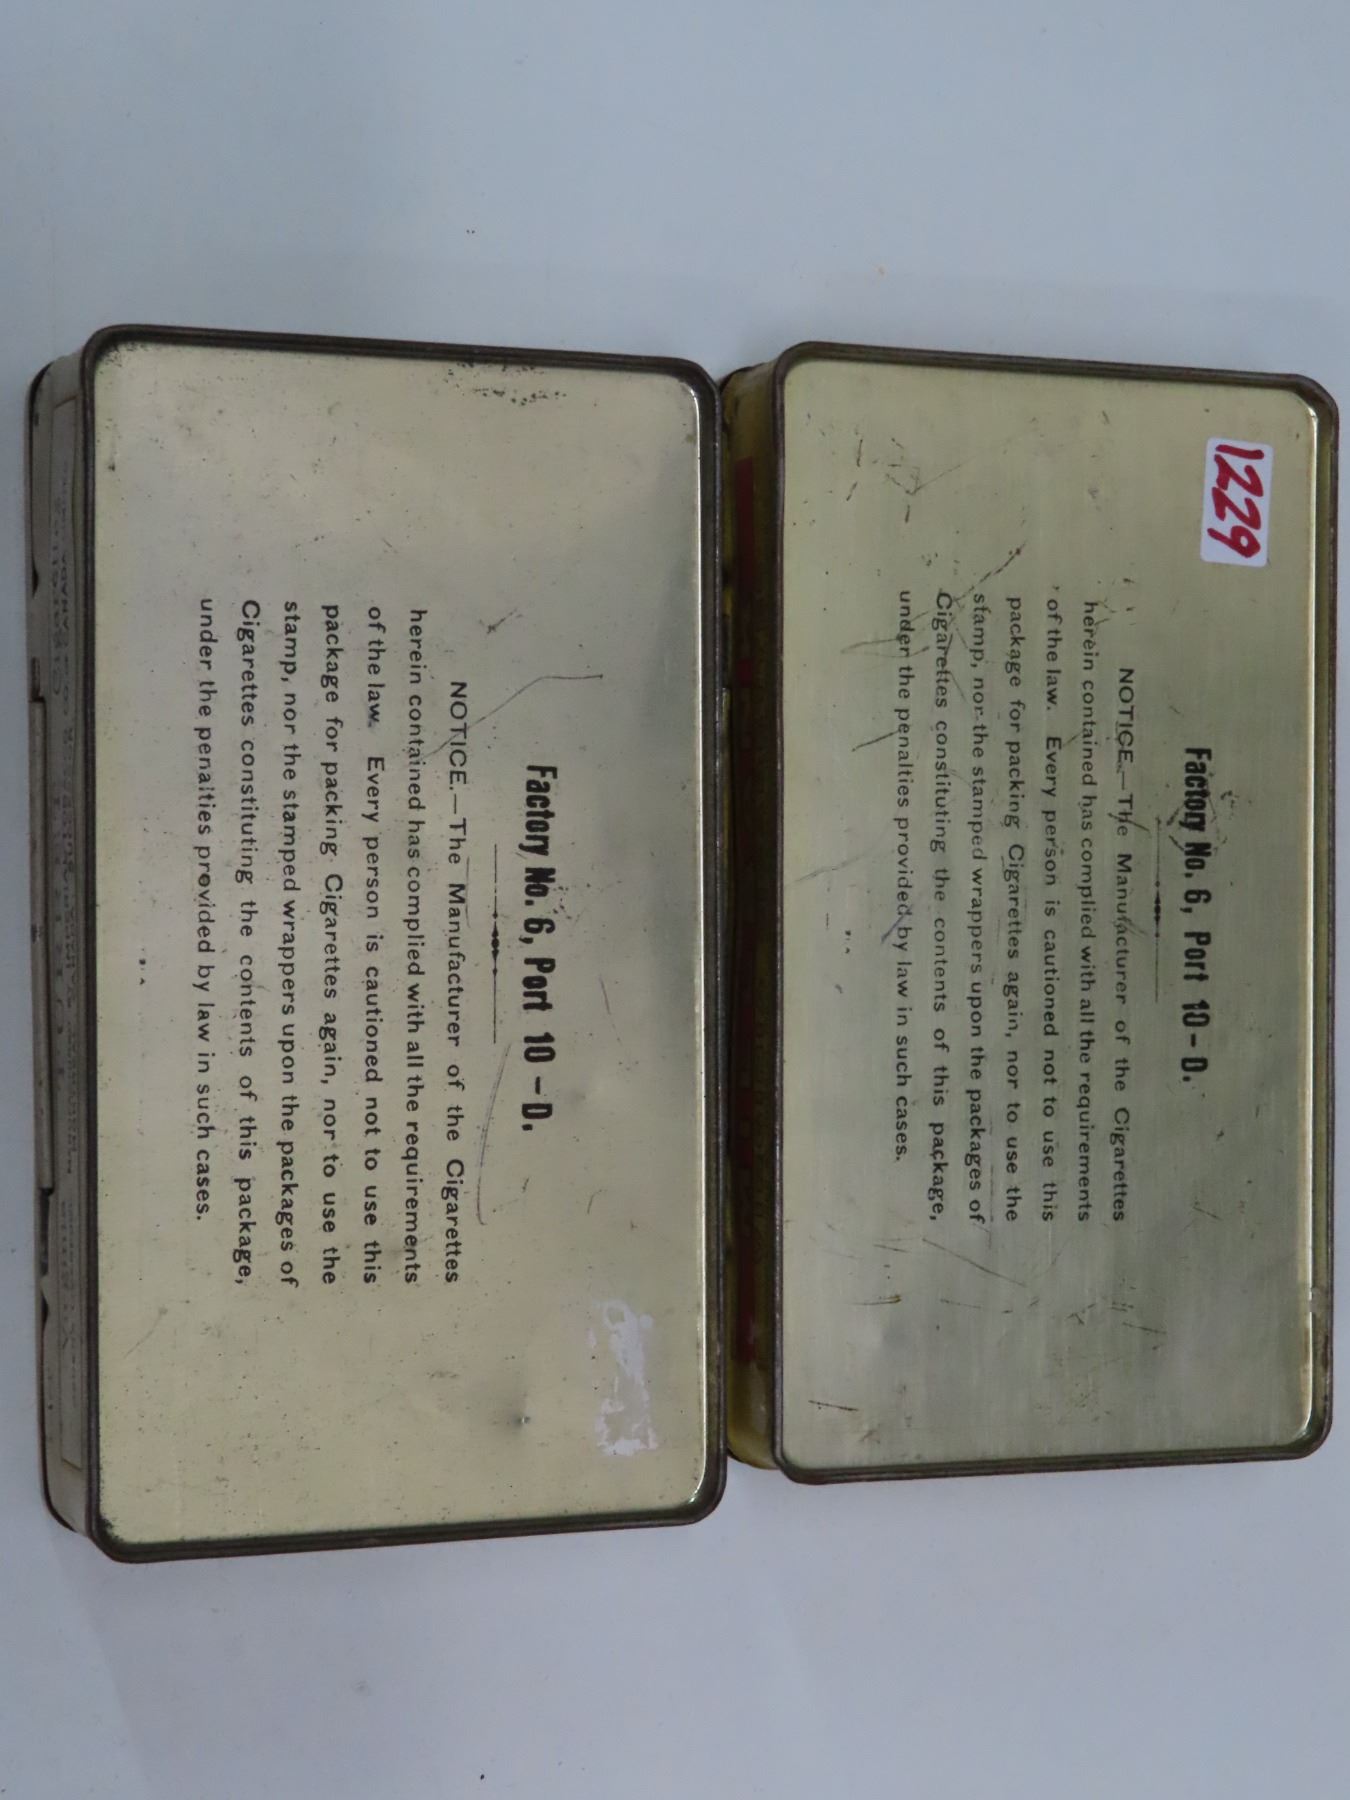 1229
Factory No. 6, Port 10 - D.
NOTICE.—The Manufacturer of the Cigarettes
herein contained has complied with all the requirements
of the law. Every person is cautioned not to use this
package for packing Cigarettes again, nor to use the
stamp, nor the stamped wrappers upon the packages of
Cigarettes constituting the contents of this package,
under the penalties provided by law in such cases.
Factory No. 6, Port 10 - D.
NOTICE.—The Manufacturer of the Cigarettes
herein contained has complied with all the requirements
of the law. Every person is cautioned not to use this
package for packing Cigarettes again, nor to use the
stamp, nor the stamped wrappers upon the packages of
Cigarettes constituting the contents of this package,
under the penalties provided by law in such cases.